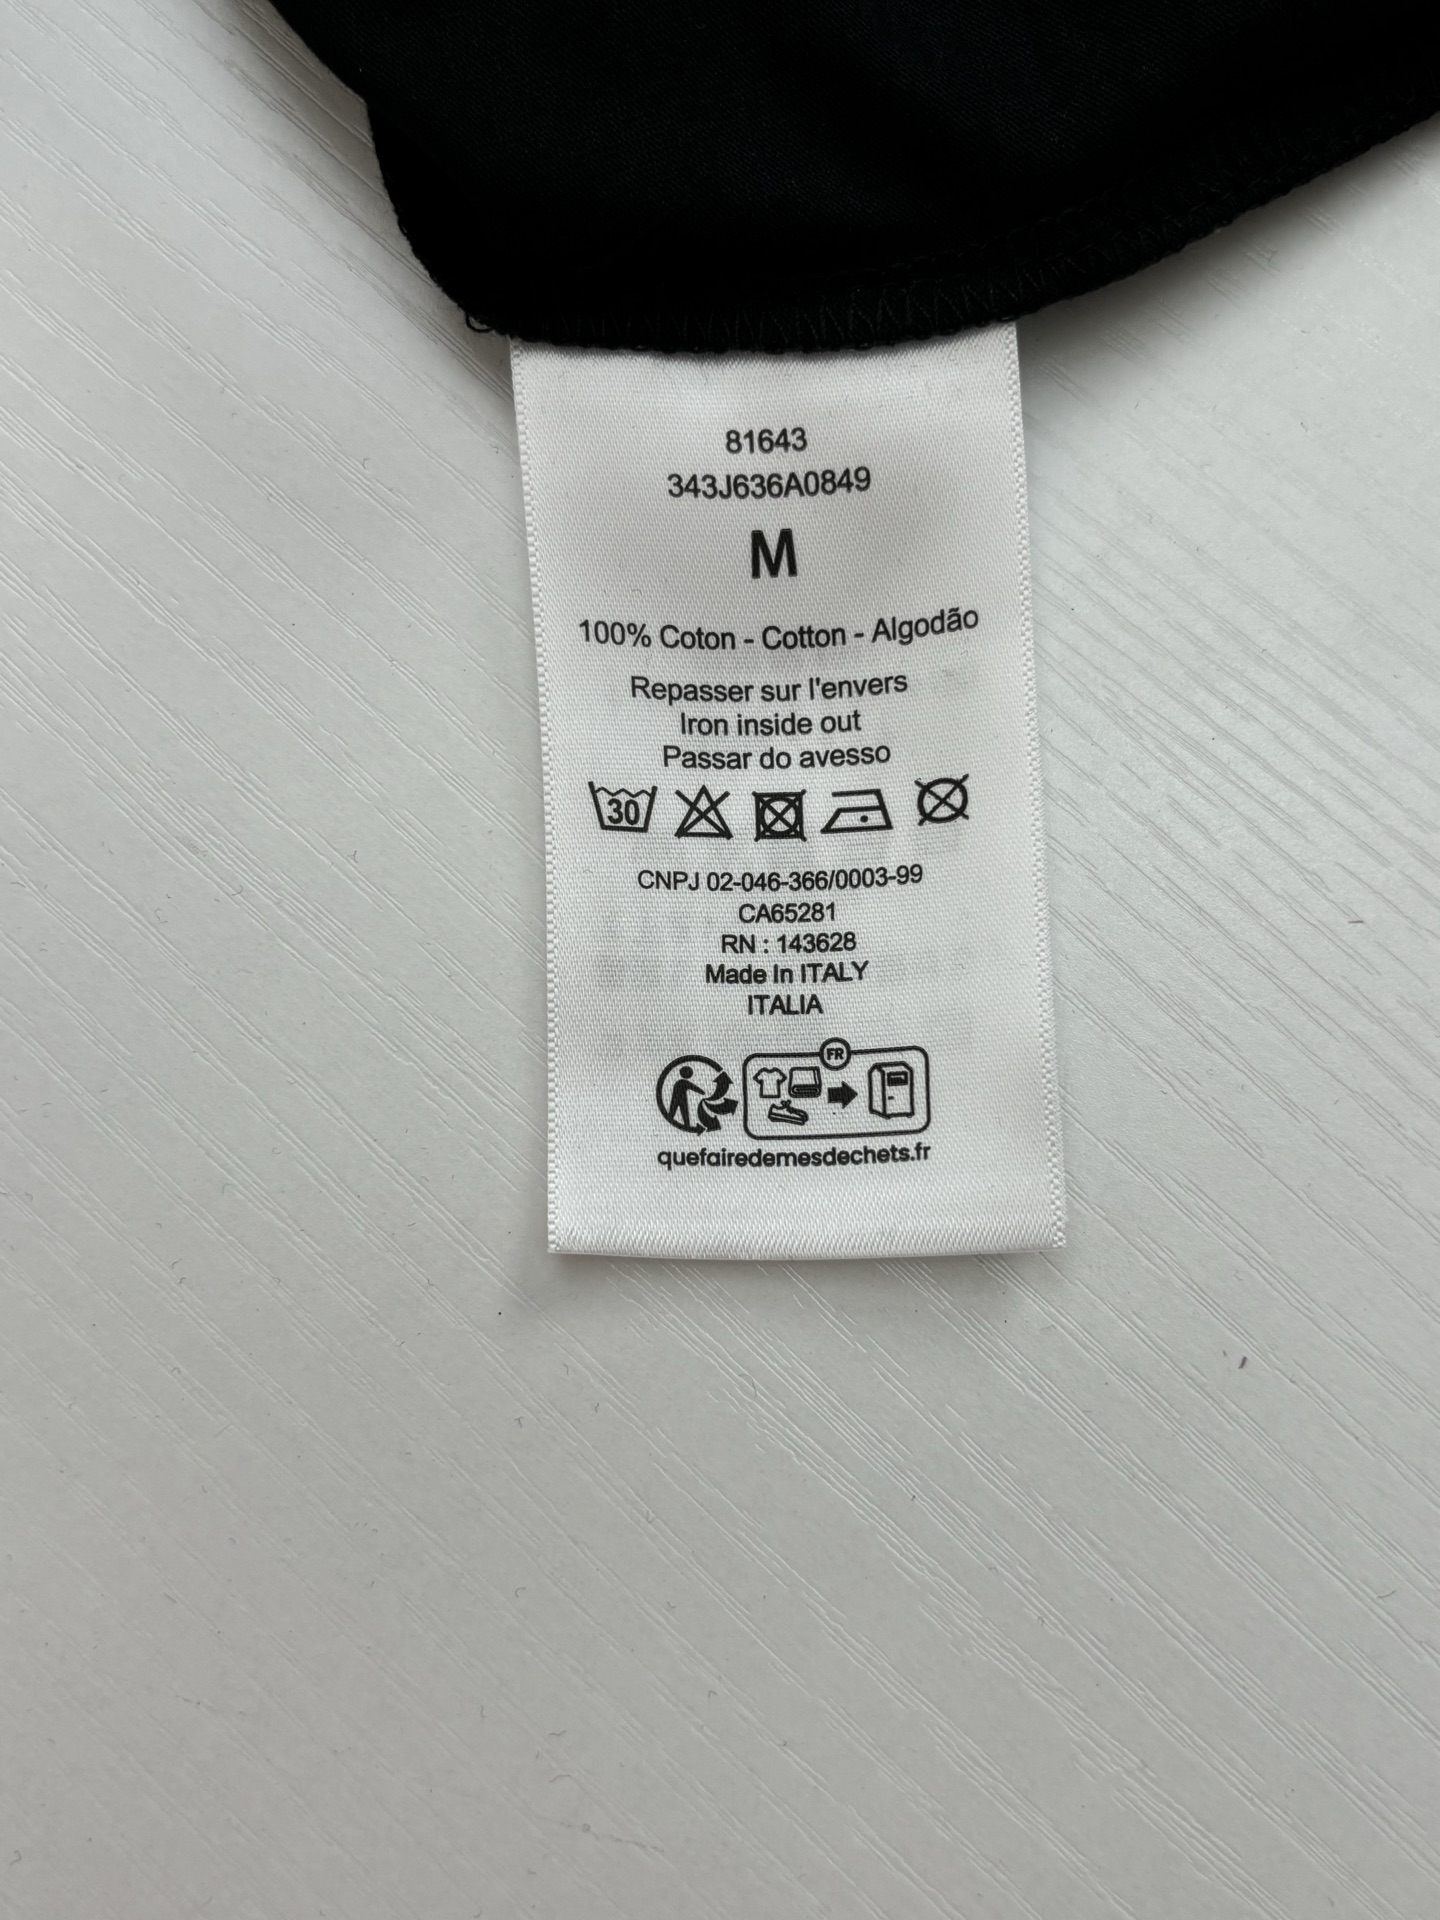 81643
343J636A0849
M
100% Coton - Cotton - Algodão
Repasser sur l'envers
Iron inside out
Passar do avesso
30
CNPJ 02-046-366/0003-99
CA65281
RN : 143628
Made In ITALY
ITALIA
FR
quefairedemesdechets.fr